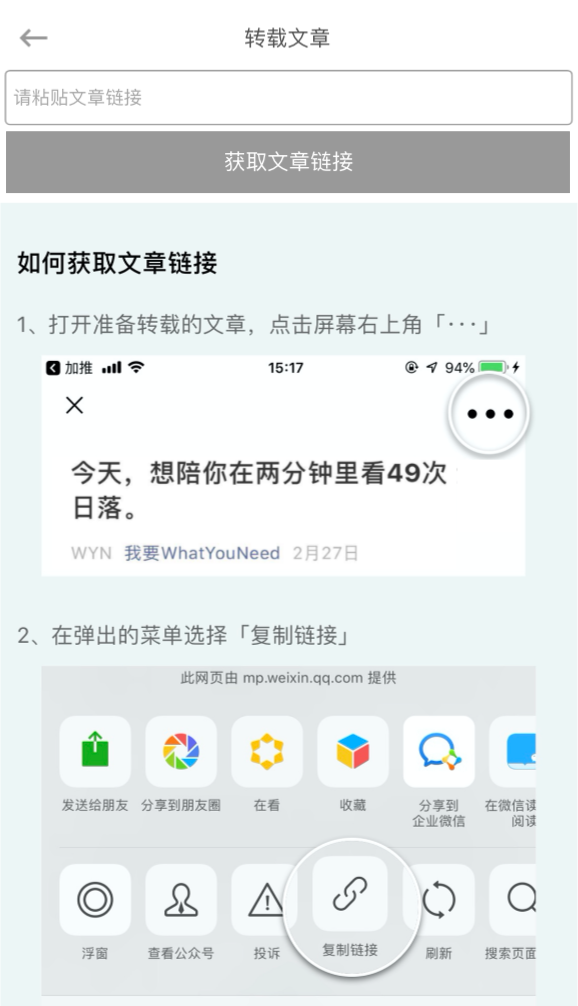 转载文章
请粘贴文章链接
获取文章链接
如何获取文章链接
1、打开准备转载的文章，点击屏幕右上角「···」
加推 15:17 94%
今天，想陪你在两分钟里看49次
日落。
WYN 我要WhatYouNeed 2月27日
2、在弹出的菜单选择「复制链接」
此网页由 mp.weixin.qq.com 提供
发送给朋友 分享到朋友圈 在看 收藏 分享到 在微信读
企业微信 阅读
浮窗 查看公众号 投诉 复制链接 刷新 搜索页面